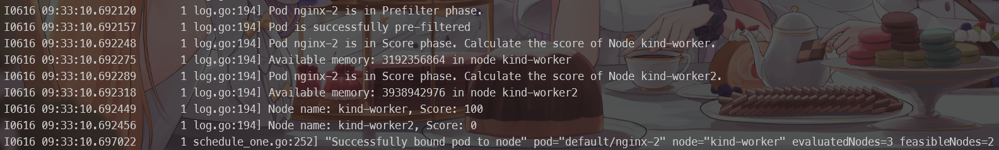 I0616 09:33:10.692120       1 log.go:194] Pod nginx-2 is in Prefilter phase.
I0616 09:33:10.692157       1 log.go:194] Pod is successfully pre-filtered
I0616 09:33:10.692248       1 log.go:194] Pod nginx-2 is in Score phase. Calculate the score of Node kind-worker.
I0616 09:33:10.692275       1 log.go:194] Available memory: 3192356864 in node kind-worker
I0616 09:33:10.692289       1 log.go:194] Pod nginx-2 is in Score phase. Calculate the score of Node kind-worker2.
I0616 09:33:10.692318       1 log.go:194] Available memory: 3938942976 in node kind-worker2
I0616 09:33:10.692449       1 log.go:194] Node name: kind-worker, Score: 100
I0616 09:33:10.692456       1 log.go:194] Node name: kind-worker2, Score: 0
I0616 09:33:10.697022       1 schedule_one.go:252] "Successfully bound pod to node" pod="default/nginx-2" node="kind-worker" evaluatedNodes=3 feasibleNodes=2